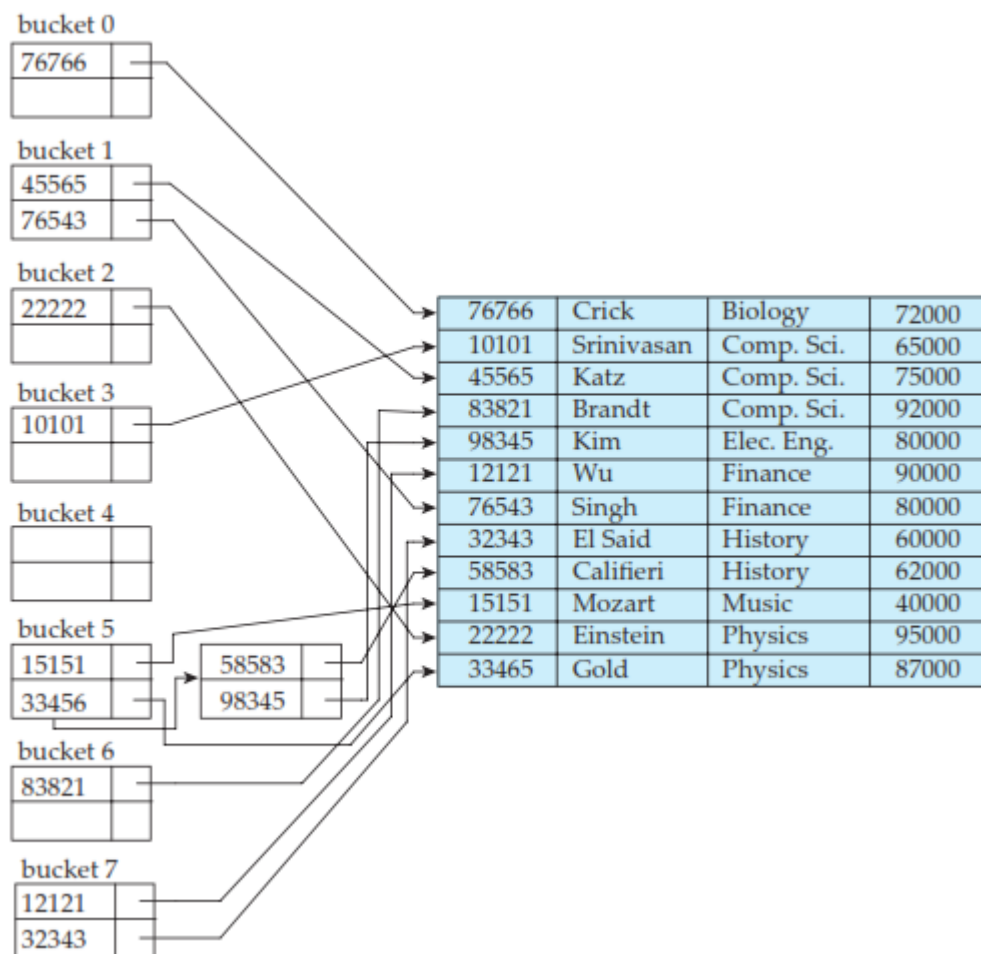 bucket 0
76766
bucket 1
45565
76543
bucket 2
22222
bucket 3
10101
bucket 4
bucket 5
15151
33456
58583
98345
bucket 6
83821
bucket 7
12121
32343
76766 Crick Biology 72000
10101 Srinivasan Comp. Sci. 65000
45565 Katz Comp. Sci. 75000
83821 Brandt Comp. Sci. 92000
98345 Kim Elec. Eng. 80000
12121 Wu Finance 90000
76543 Singh Finance 80000
32343 El Said History 60000
58583 Califieri History 62000
15151 Mozart Music 40000
22222 Einstein Physics 95000
33465 Gold Physics 87000